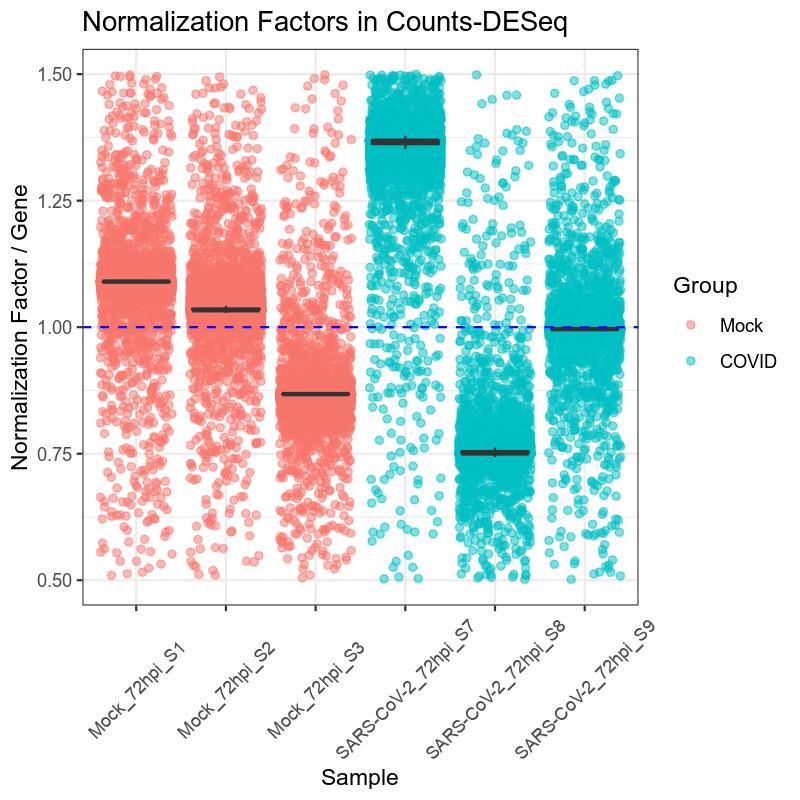 Normalization Factors in Counts-DESeq
Normalization Factor / Gene
1.50
1.25
1.00
0.75
0.50
Mock_72hpi_S1
Mock_72hpi_S2
Mock_72hpi_S3
SARS-CoV-2_72hpi_S7
SARS-CoV-2_72hpi_S8
SARS-CoV-2_72hpi_S9
Sample
Group
Mock
COVID